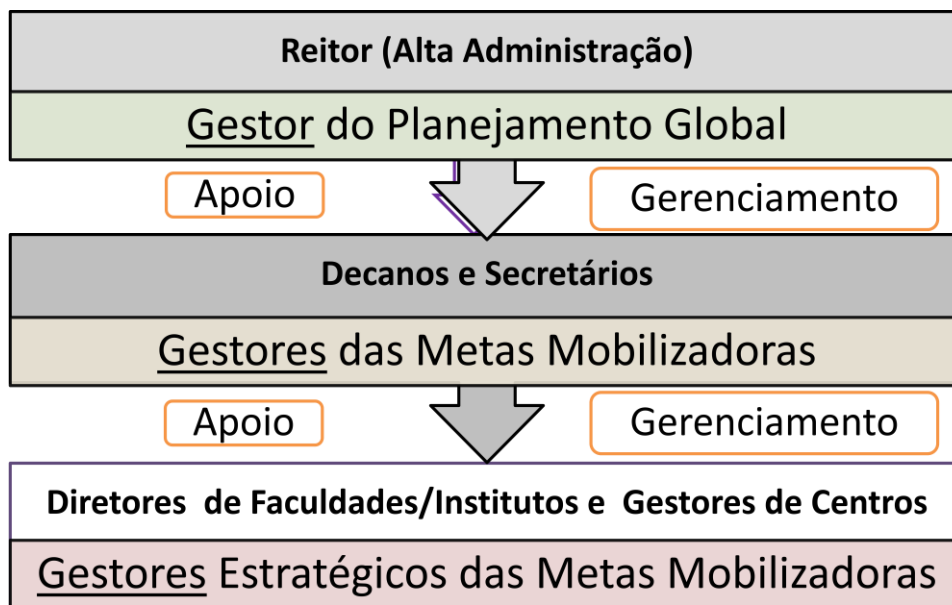 Reitor (Alta Administração)
Gestor do Planejamento Global
Apoio
Gerenciamento
Decanos e Secretários
Gestores das Metas Mobilizadoras
Apoio
Gerenciamento
Diretores de Faculdades/Institutos e Gestores de Centros
Gestores Estratégicos das Metas Mobilizadoras